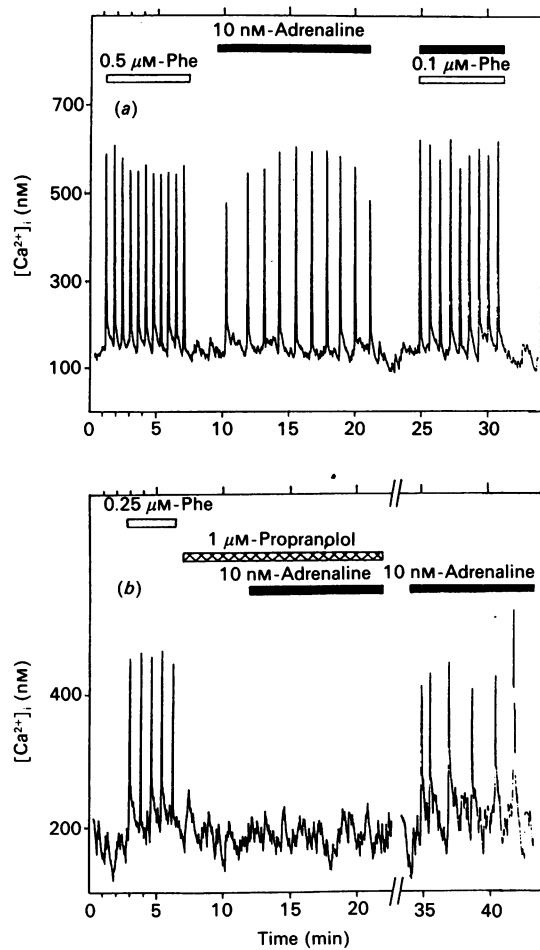 10 nM-Adrenaline
0.5 μM-Phe
0.1 μM-Phe
(a)
700
500
300
100
[Ca²⁺]ᵢ (nM)
0 5 10 15 20 25 30
0.25 μM-Phe
1 μM-Propranolol
10 nM-Adrenaline 10 nM-Adrenaline
(b)
400
200
[Ca²⁺]ᵢ (nM)
0 5 10 15 20 35 40
Time (min)